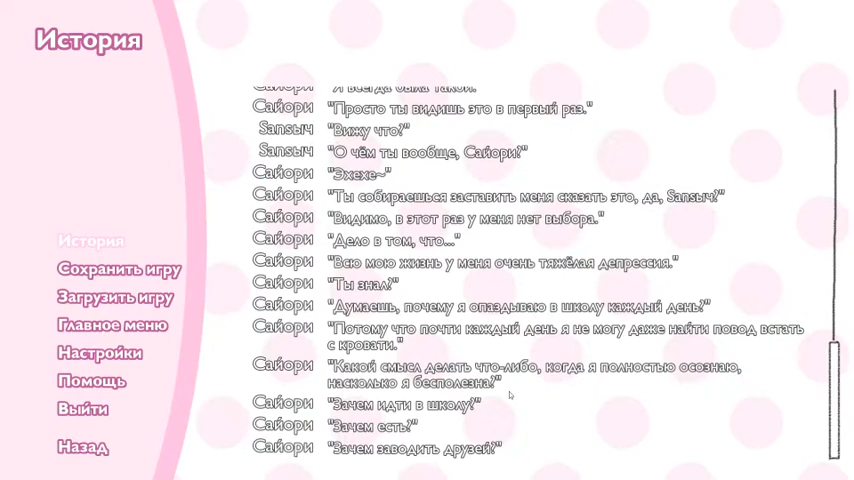 История
Сайори "Я всегда была такой."
Сайори "Просто ты видишь это в первый раз."
Sansыч "Вижу что?"
Sansыч "О чём ты вообще, Сайори?"
Сайори "Эхехе~"
Сайори "Ты собираешься заставить меня сказать это, да, Sansыч?"
Сайори "Видимо, в этот раз у меня нет выбора."
Сайори "Дело в том, что..."
Сайори "Всю мою жизнь у меня очень тяжёлая депрессия."
Сайори "Ты знал?"
Сайори "Думаешь, почему я опаздываю в школу каждый день?"
Сайори "Потому что почти каждый день я не могу даже найти повод встать
с кровати."
Сайори "Какой смысл делать что-либо, когда я полностью осознаю,
насколько я бесполезна?"
Сайори "Зачем идти в школу?"
Сайори "Зачем есть?"
Сайори "Зачем заводить друзей?"
История
Сохранить игру
Загрузить игру
Главное меню
Настройки
Помощь
Выйти
Назад